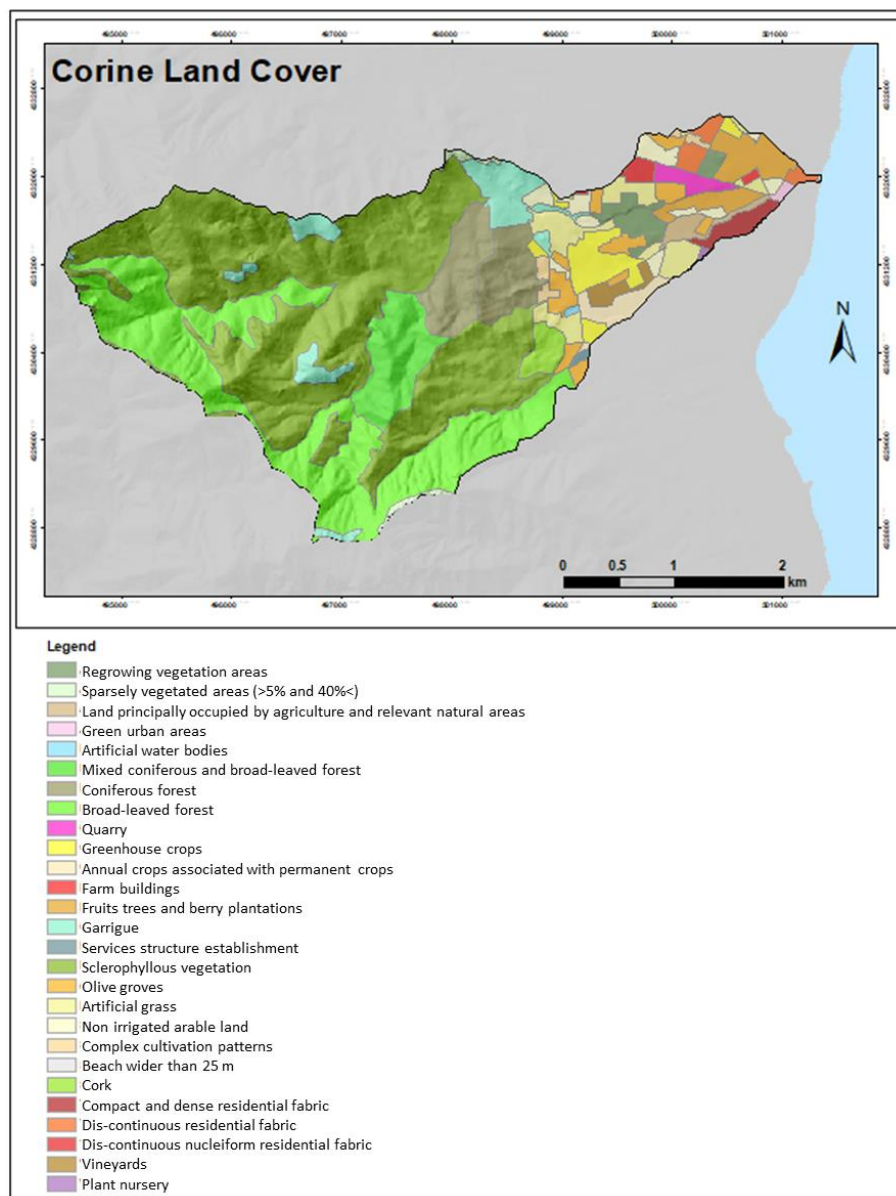 Corine Land Cover
N
0 0.5 1 2
km
Legend
Regrowing vegetation areas
Sparsely vegetated areas (>5% and 40%<)
Land principally occupied by agriculture and relevant natural areas
Green urban areas
Artificial water bodies
Mixed coniferous and broad-leaved forest
Coniferous forest
Broad-leaved forest
Quarry
Greenhouse crops
Annual crops associated with permanent crops
Farm buildings
Fruits trees and berry plantations
Garrigue
Services structure establishment
Sclerophyllous vegetation
Olive groves
Artificial grass
Non irrigated arable land
Complex cultivation patterns
Beach wider than 25 m
Cork
Compact and dense residential fabric
Dis-continuous residential fabric
Dis-continuous nucleiform residential fabric
Vineyards
Plant nursery